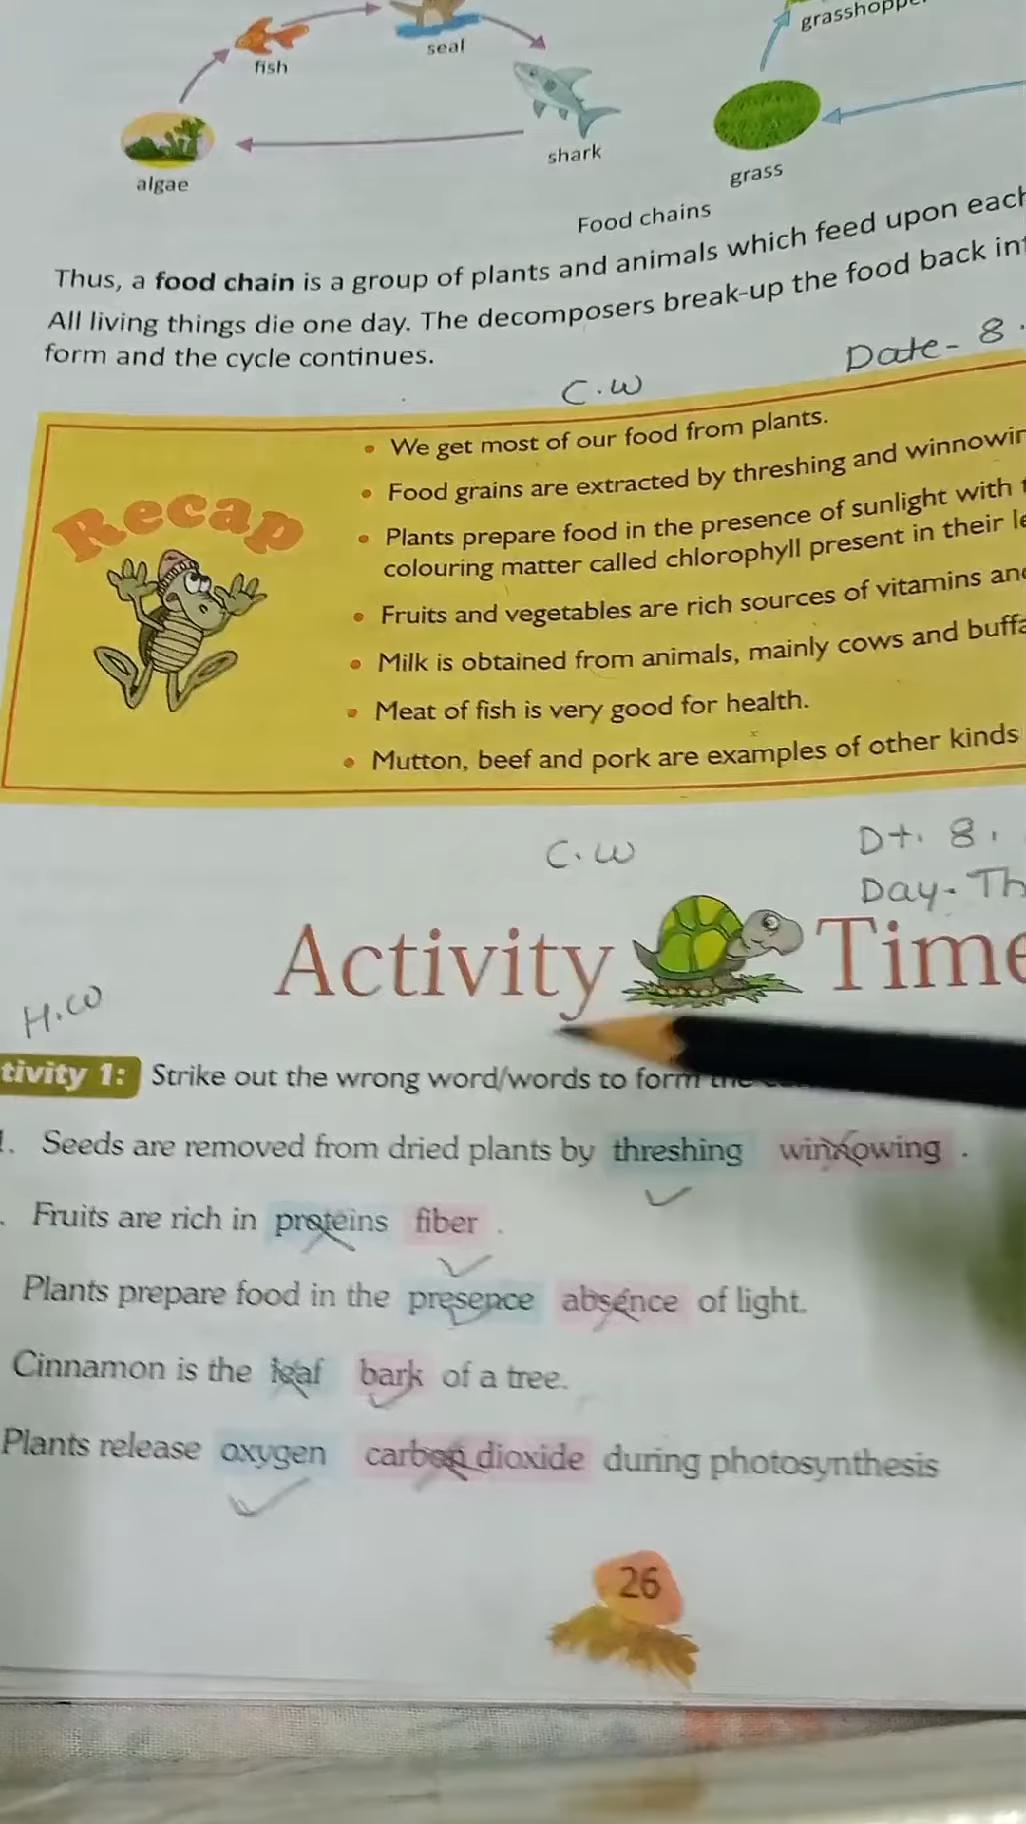 grasshoppe
fish
seal
shark
algae
grass
Food chains
Thus, a food chain is a group of plants and animals which feed upon each
All living things die one day. The decomposers break-up the food back in
form and the cycle continues.
Date- 8.
C.W
Recap
We get most of our food from plants.
Food grains are extracted by threshing and winnowin
Plants prepare food in the presence of sunlight with
colouring matter called chlorophyll present in their le
Fruits and vegetables are rich sources of vitamins an
Milk is obtained from animals, mainly cows and buffa
Meat of fish is very good for health.
Mutton, beef and pork are examples of other kinds
C.W
Dt. 8.
Day- Th
Activity Time
H.W
tivity 1: Strike out the wrong word/words to form the
1. Seeds are removed from dried plants by threshing winnowing .
. Fruits are rich in proteins fiber .
Plants prepare food in the presence absence of light.
Cinnamon is the leaf bark of a tree.
Plants release oxygen carbon dioxide during photosynthesis
26